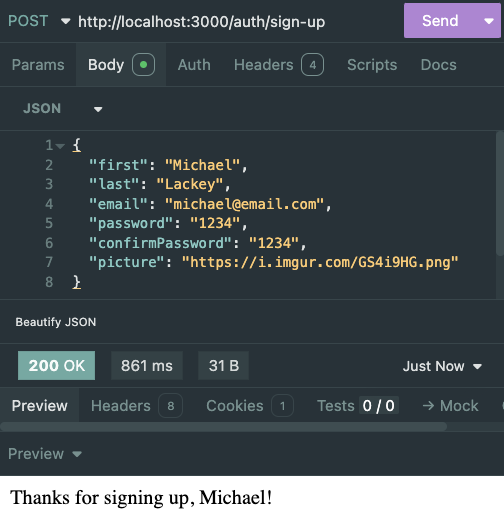 POST http://localhost:3000/auth/sign-up Send
Params Body Auth Headers 4 Scripts Docs
JSON
1 {
2 "first": "Michael",
3 "last": "Lackey",
4 "email": "michael@email.com",
5 "password": "1234",
6 "confirmPassword": "1234",
7 "picture": "https://i.imgur.com/GS4i9HG.png"
8 }
Beautify JSON
200 OK 861 ms 31 B Just Now
Preview Headers 8 Cookies 1 Tests 0 / 0 → Mock
Preview
Thanks for signing up, Michael!